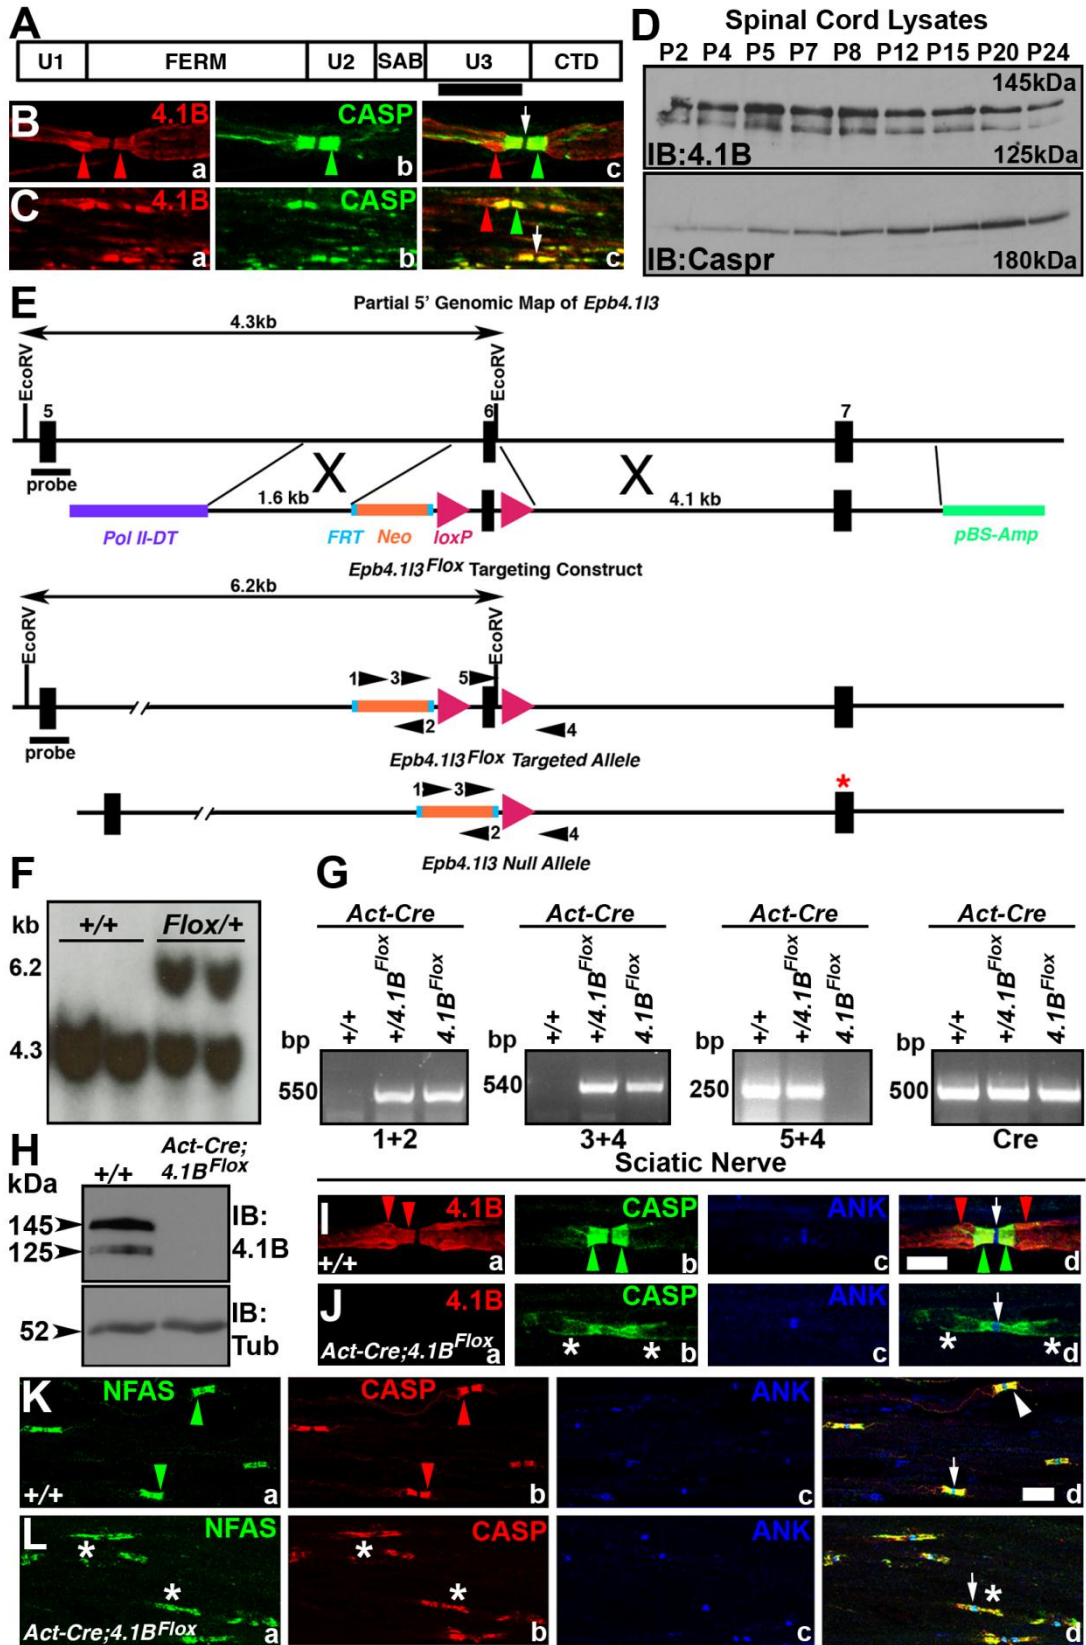 A
U1 FERM U2 SAB U3 CTD
B
4.1B
a
CASP
b
c
C
4.1B
a
CASP
b
c
D
Spinal Cord Lysates
P2 P4 P5 P7 P8 P12 P15 P20 P24
145kDa
IB:4.1B
125kDa
IB:Caspr
180kDa
E
Partial 5’ Genomic Map of Epb4.1l3
4.3kb
EcoRV
EcoRV
5
6
7
probe
X
X
1.6 kb
4.1 kb
Pol II-DT
FRT Neo loxP
pBS-Amp
Epb4.1l3Flox Targeting Construct
6.2kb
EcoRV
EcoRV
1 3 5
2
4
probe
Epb4.1l3Flox Targeted Allele
*
1 3
2
4
Epb4.1l3 Null Allele
F
kb
+/+
Flox/+
6.2
4.3
G
Act-Cre
+/+
+/4.1BFlox
4.1BFlox
bp
550
1+2
Act-Cre
+/+
+/4.1BFlox
4.1BFlox
bp
540
3+4
Act-Cre
+/+
+/4.1BFlox
4.1BFlox
bp
250
5+4
Act-Cre
+/+
+/4.1BFlox
4.1BFlox
bp
500
Cre
H
kDa
+/+
Act-Cre;
4.1BFlox
145
125
IB:
4.1B
52
IB:
Tub
Sciatic Nerve
I
4.1B
+/+
a
CASP
b
ANK
c
d
J
4.1B
Act-Cre;4.1BFlox
a
CASP
* *
b
ANK
c
* *
d
K
NFAS
+/+
a
CASP
b
ANK
c
d
L
NFAS
*
*
Act-Cre;4.1BFlox
a
CASP
*
*
b
ANK
c
*
d